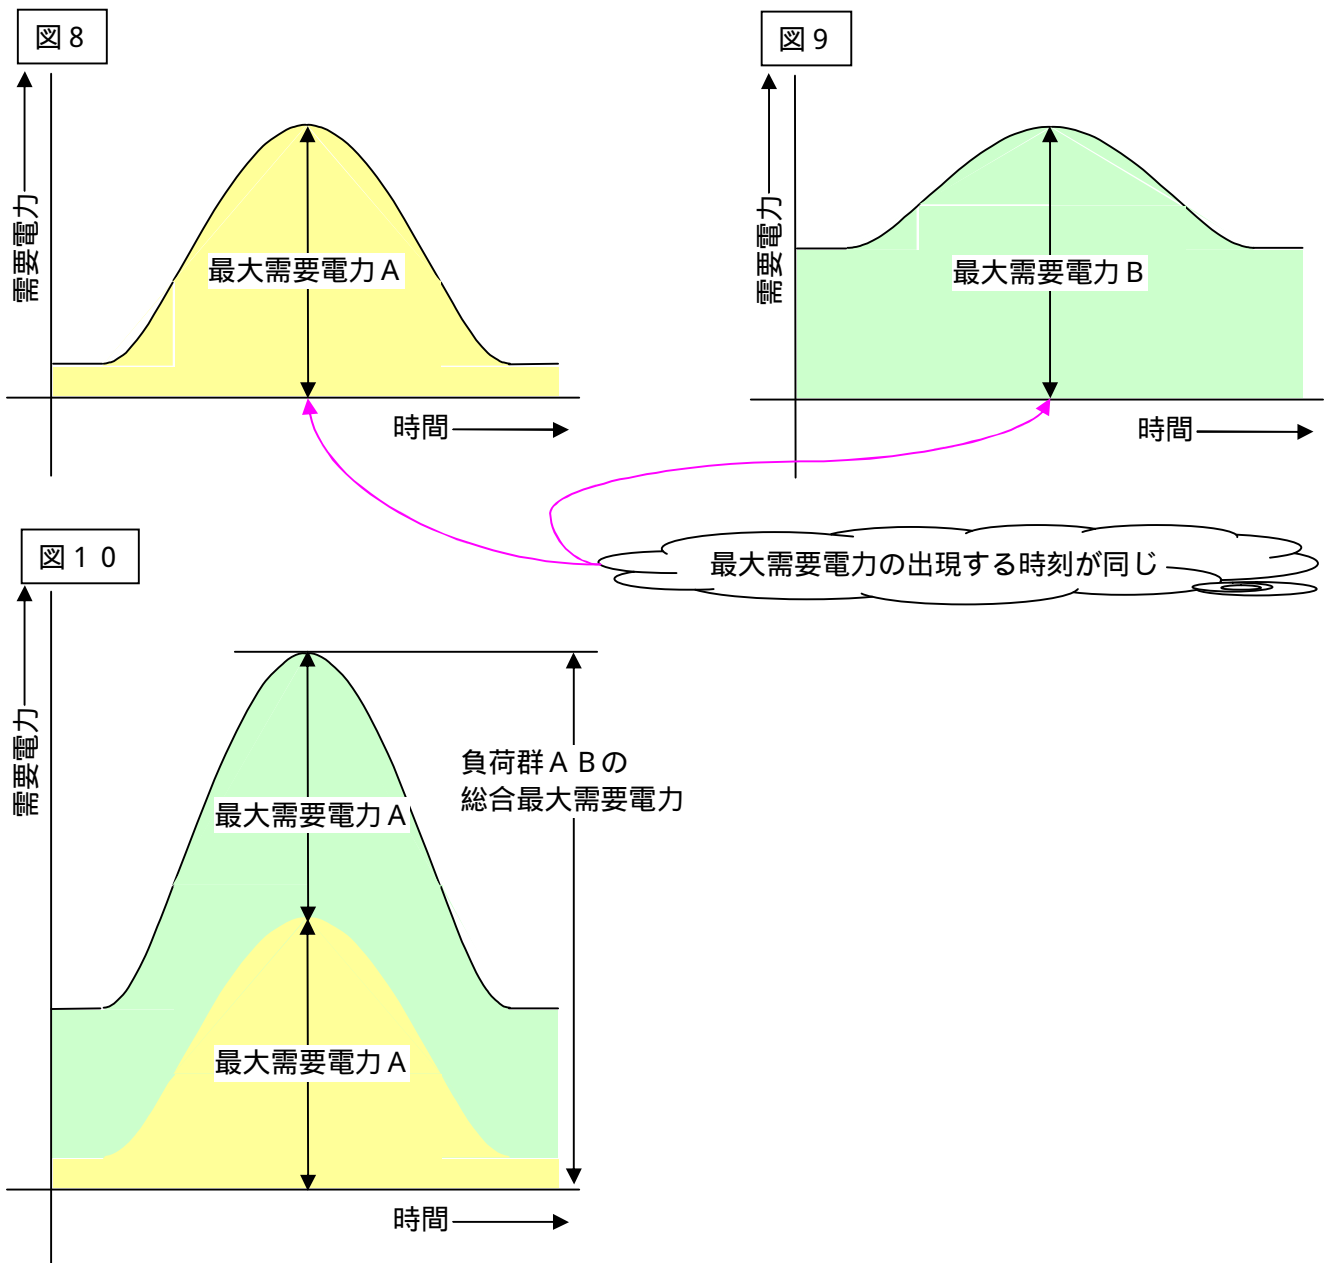 図８
需要電力
最大需要電力Ａ
時間
図９
需要電力
最大需要電力Ｂ
時間
最大需要電力の出現する時刻が同じ
図１０
需要電力
最大需要電力Ａ
負荷群ＡＢの
総合最大需要電力
最大需要電力Ａ
時間